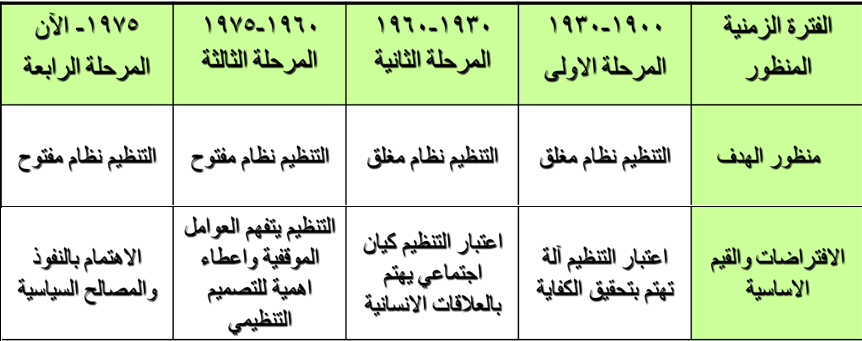 الفترة الزمنية
المنظور
١٩٠٠-١٩٣٠
المرحلة الاولى
١٩٣٠-١٩٦٠
المرحلة الثانية
١٩٦٠-١٩٧٥
المرحلة الثالثة
١٩٧٥- الآن
المرحلة الرابعة
منظور الهدف
التنظيم نظام مغلق
التنظيم نظام مغلق
التنظيم نظام مفتوح
التنظيم نظام مفتوح
الافتراضات والقيم
الاساسية
اعتبار التنظيم آلة
تهتم بتحقيق الكفاية
اعتبار التنظيم كيان
اجتماعي يهتم
بالعلاقات الانسانية
التنظيم يتفهم العوامل
الموقفية واعطاء
اهمية للتصميم
التنظيمي
الاهتمام بالنفوذ
والمصالح السياسية